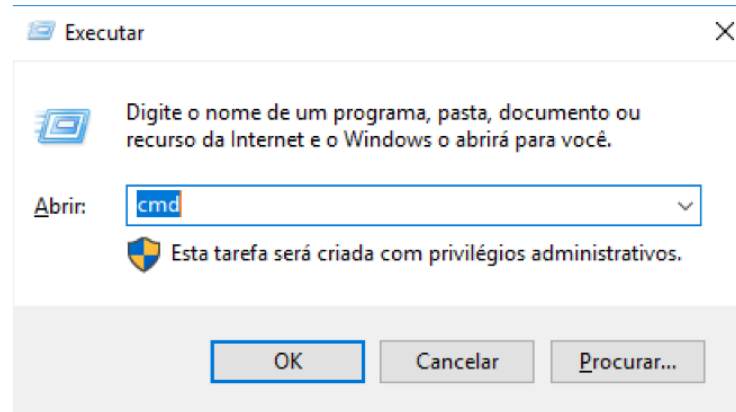 Executar
Digite o nome de um programa, pasta, documento ou
recurso da Internet e o Windows o abrirá para você.
Abrir: cmd
Esta tarefa será criada com privilégios administrativos.
OK Cancelar Procurar...